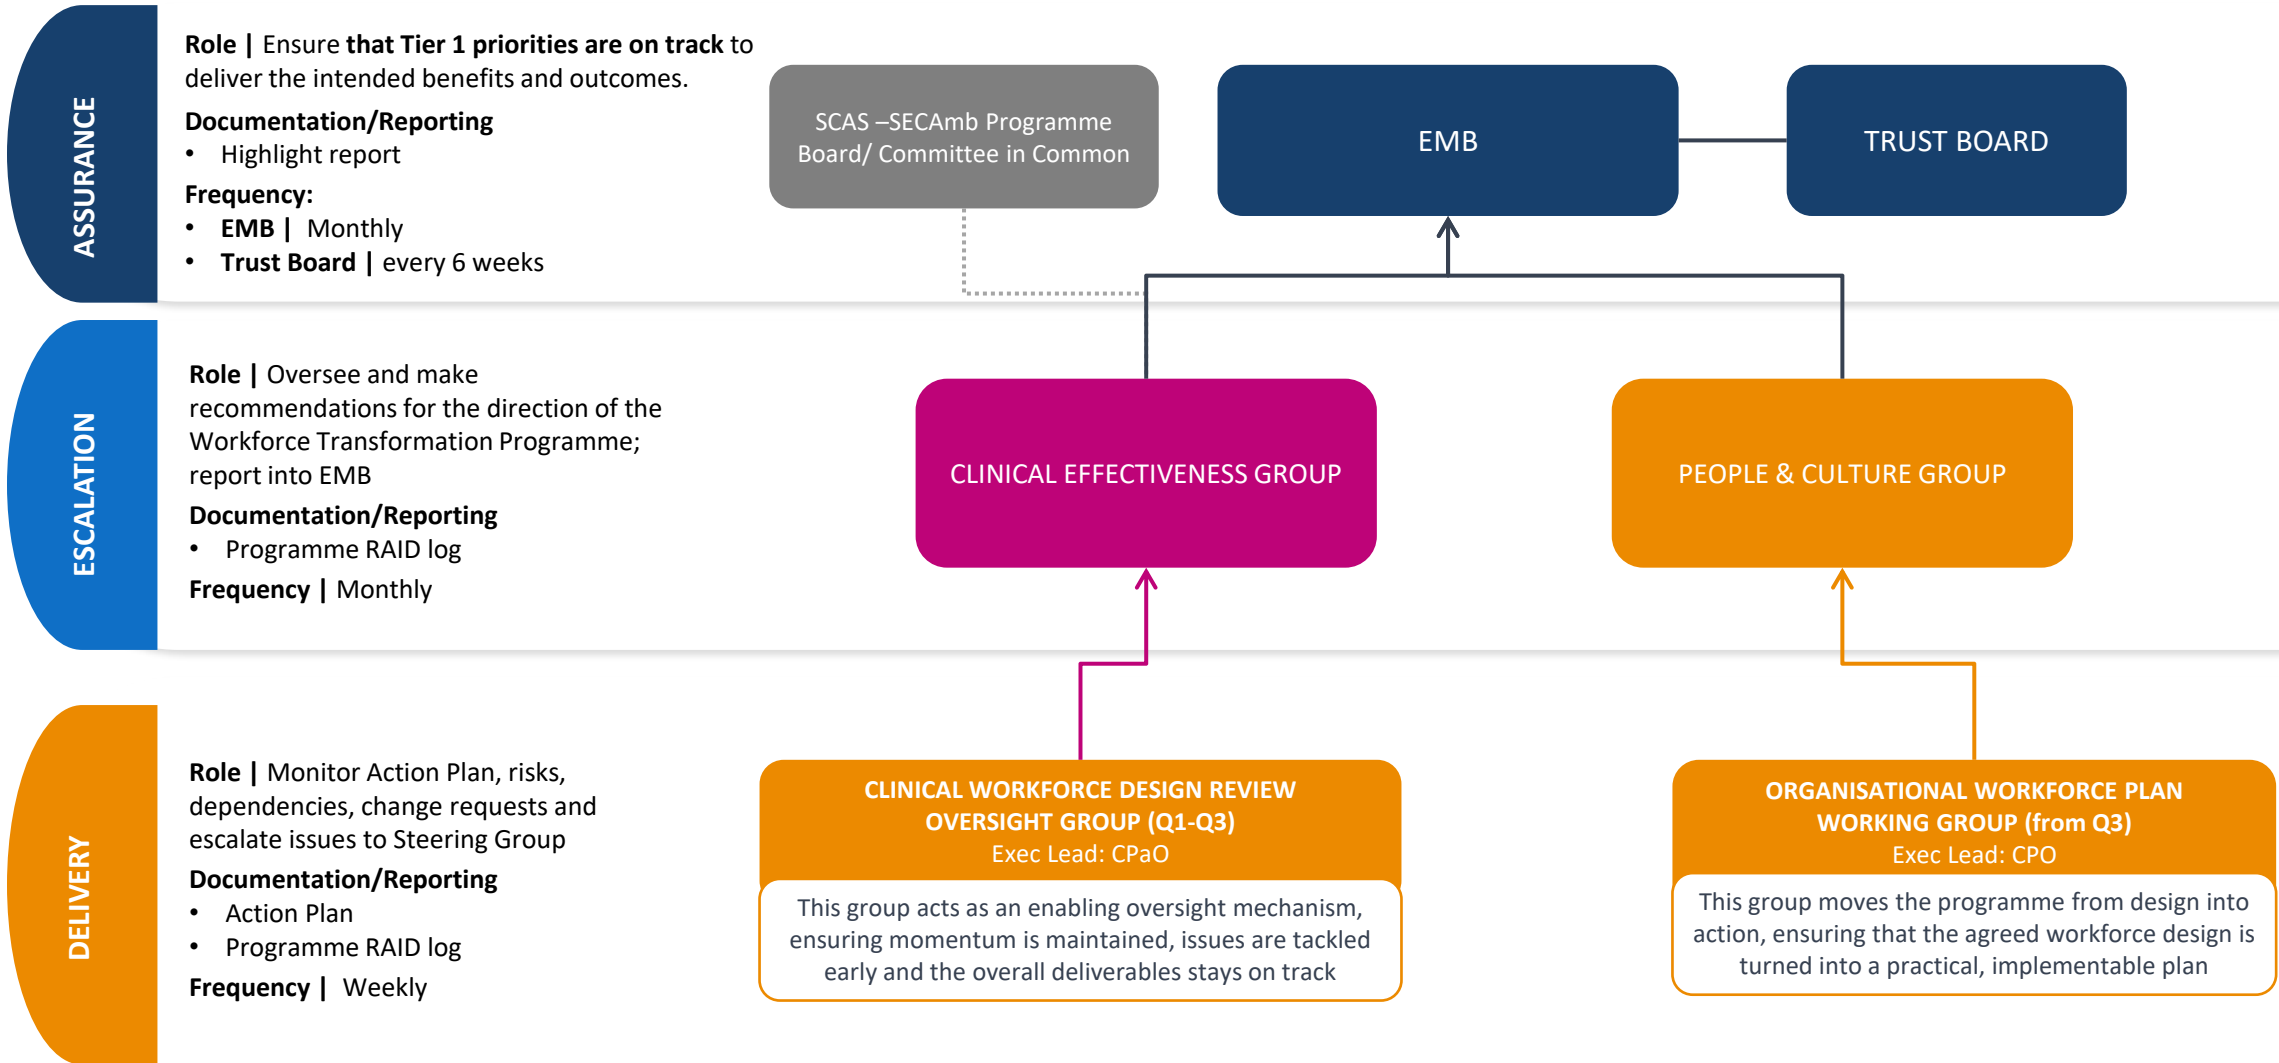 ASSURANCE
Role | Ensure that Tier 1 priorities are on track to
deliver the intended benefits and outcomes.
Documentation/Reporting
• Highlight report
Frequency:
• EMB | Monthly
• Trust Board | every 6 weeks
SCAS –SECAmb Programme
Board/ Committee in Common
EMB
TRUST BOARD
ESCALATION
Role | Oversee and make
recommendations for the direction of the
Workforce Transformation Programme;
report into EMB
Documentation/Reporting
• Programme RAID log
Frequency | Monthly
CLINICAL EFFECTIVENESS GROUP
PEOPLE & CULTURE GROUP
DELIVERY
Role | Monitor Action Plan, risks,
dependencies, change requests and
escalate issues to Steering Group
Documentation/Reporting
• Action Plan
• Programme RAID log
Frequency | Weekly
CLINICAL WORKFORCE DESIGN REVIEW
OVERSIGHT GROUP (Q1-Q3)
Exec Lead: CPaO
This group acts as an enabling oversight mechanism,
ensuring momentum is maintained, issues are tackled
early and the overall deliverables stays on track
ORGANISATIONAL WORKFORCE PLAN
WORKING GROUP (from Q3)
Exec Lead: CPO
This group moves the programme from design into
action, ensuring that the agreed workforce design is
turned into a practical, implementable plan